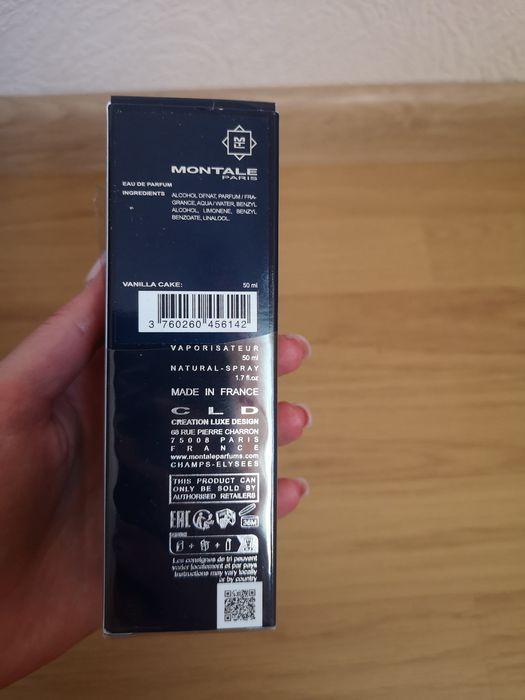 MONTALE
PARIS
EAU DE PARFUM
INGREDIENTS ALCOHOL DENAT, PARFUM / FRA-
GRANCE, AQUA / WATER, BENZYL
ALCOHOL, LIMONENE, BENZYL
BENZOATE, LINALOOL.
VANILLA CAKE: 50 ml
3 760260 456142
VAPORISATEUR
50 ml
NATURAL-SPRAY
1.7 fl.oz
MADE IN FRANCE
CLD
CREATION LUXE DESIGN
68 RUE PIERRE CHARRON
75008 PARIS
FRANCE
www.montaleparfums.com
CHAMPS-ELYSEES
THIS PRODUCT CAN
ONLY BE SOLD BY
AUTHORISED RETAILERS
EAC
36M
Les consignes de tri peuvent
varier localement et par pays
Instructions may vary locally
or by country